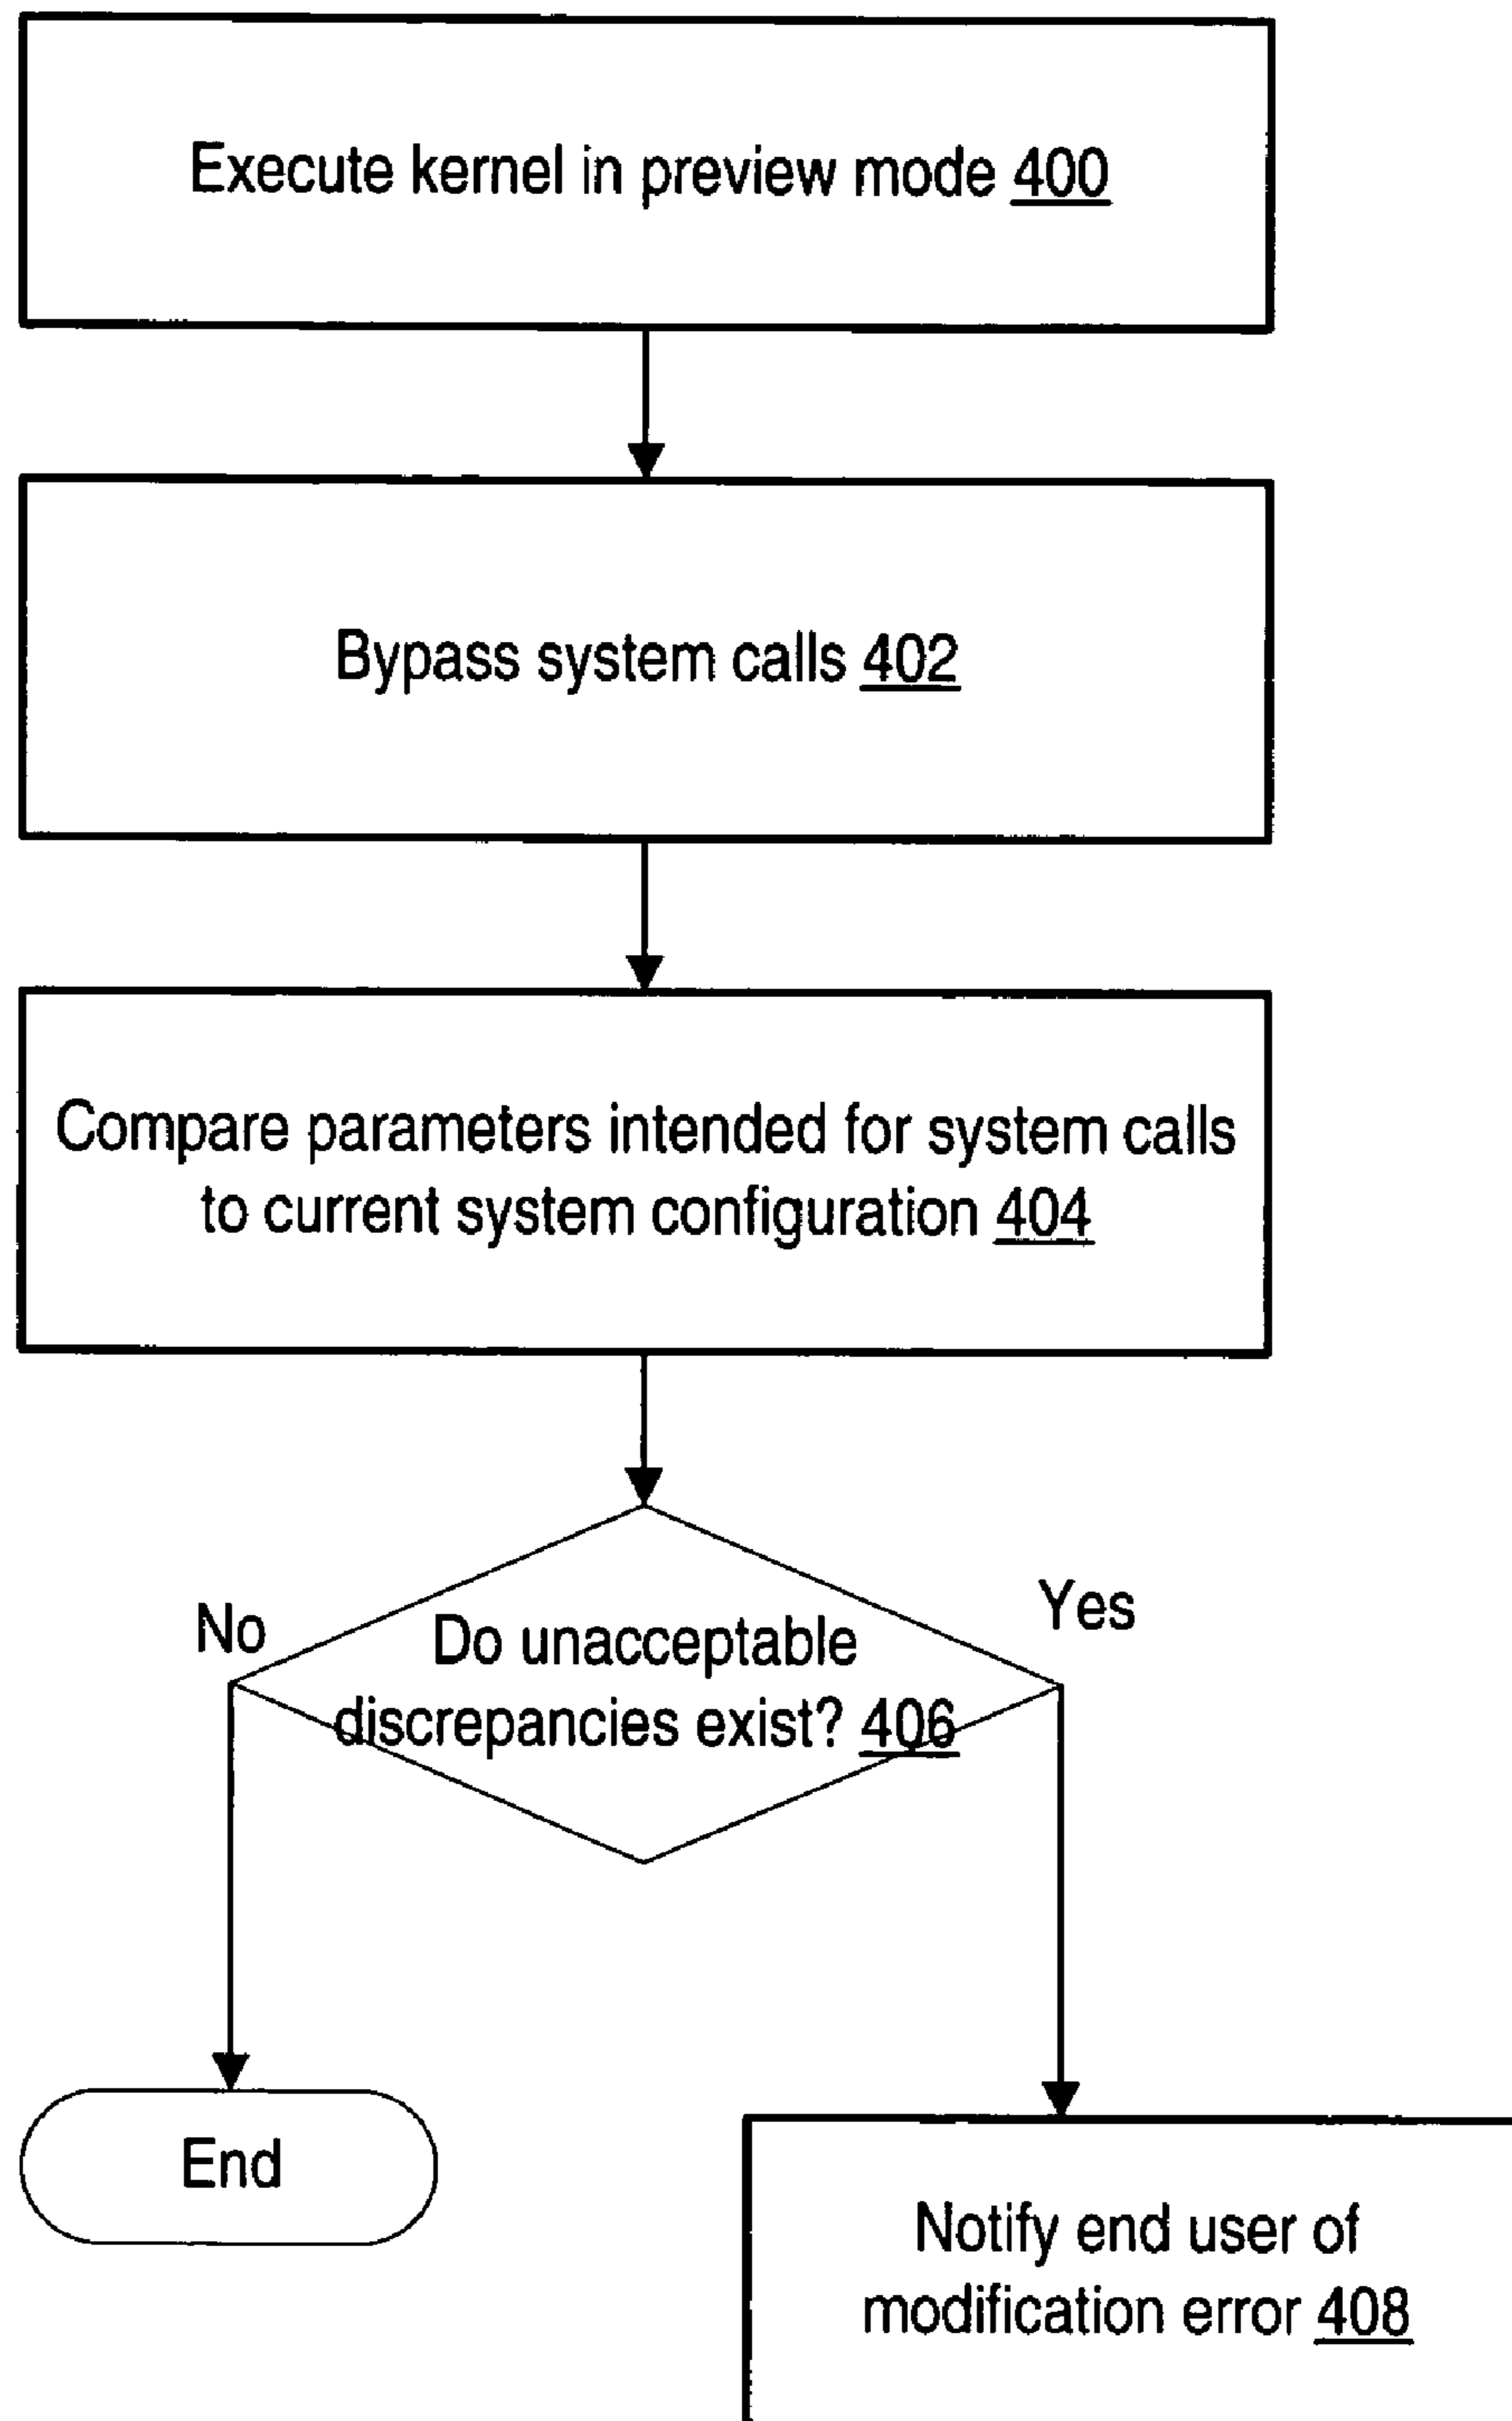 Execute kernel in preview mode 400
Bypass system calls 402
Compare parameters intended for system calls
to current system configuration 404
No
Yes
Do unacceptable
discrepancies exist? 406
End
Notify end user of
modification error 408